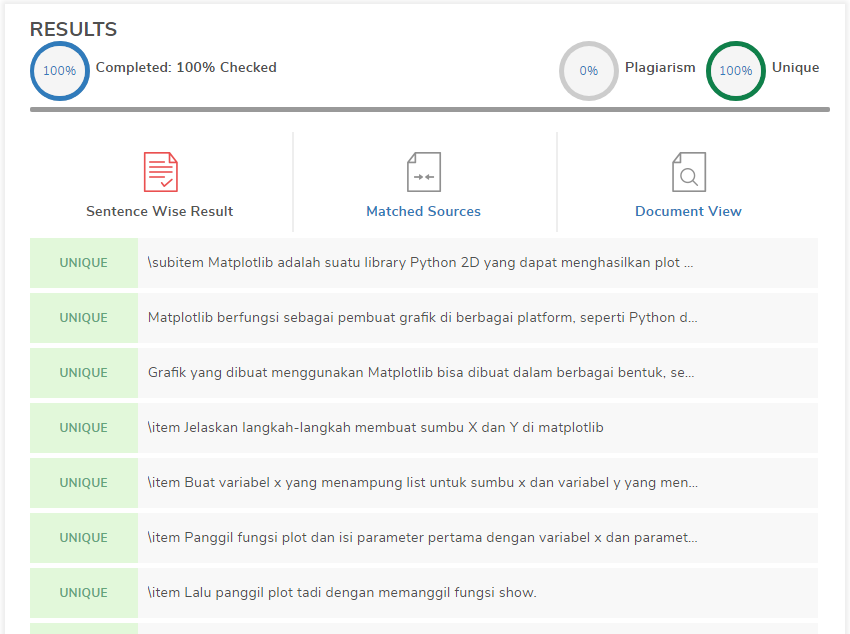 RESULTS
100% Completed: 100% Checked 0% Plagiarism 100% Unique
Sentence Wise Result Matched Sources Document View
UNIQUE \subitem Matplotlib adalah suatu library Python 2D yang dapat menghasilkan plot ...
UNIQUE Matplotlib berfungsi sebagai pembuat grafik di berbagai platform, seperti Python d...
UNIQUE Grafik yang dibuat menggunakan Matplotlib bisa dibuat dalam berbagai bentuk, se...
UNIQUE \item Jelaskan langkah-langkah membuat sumbu X dan Y di matplotlib
UNIQUE \item Buat variabel x yang menampung list untuk sumbu x dan variabel y yang men...
UNIQUE \item Panggil fungsi plot dan isi parameter pertama dengan variabel x dan paramet...
UNIQUE \item Lalu panggil plot tadi dengan memanggil fungsi show.